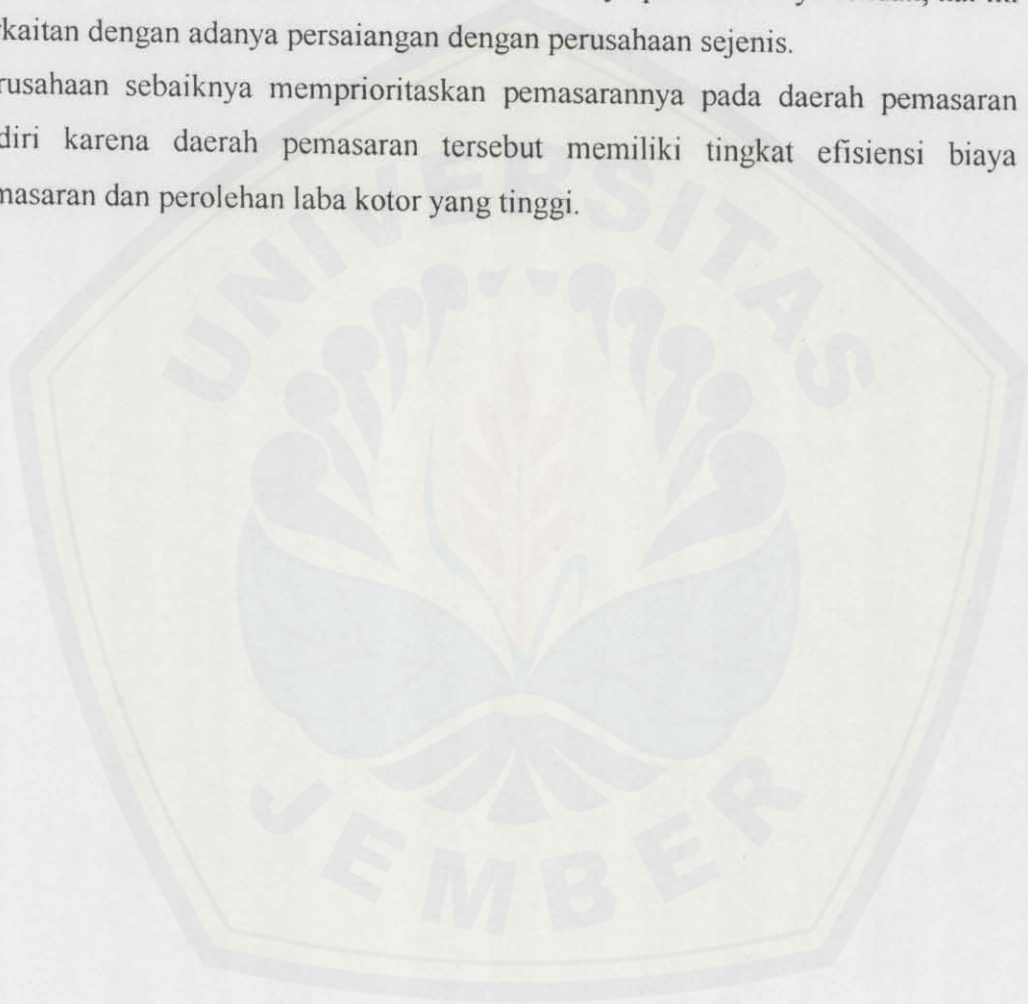 kaitan dengan adanya persaiangan dengan perusahaan sejenis.
rusahaan sebaiknya memprioritaskan pemasarannya pada daerah pemasaran
diri karena daerah pemasaran tersebut memiliki tingkat efisiensi biaya
masaran dan perolehan laba kotor yang tinggi.
UNIVERSITAS
JEMBER